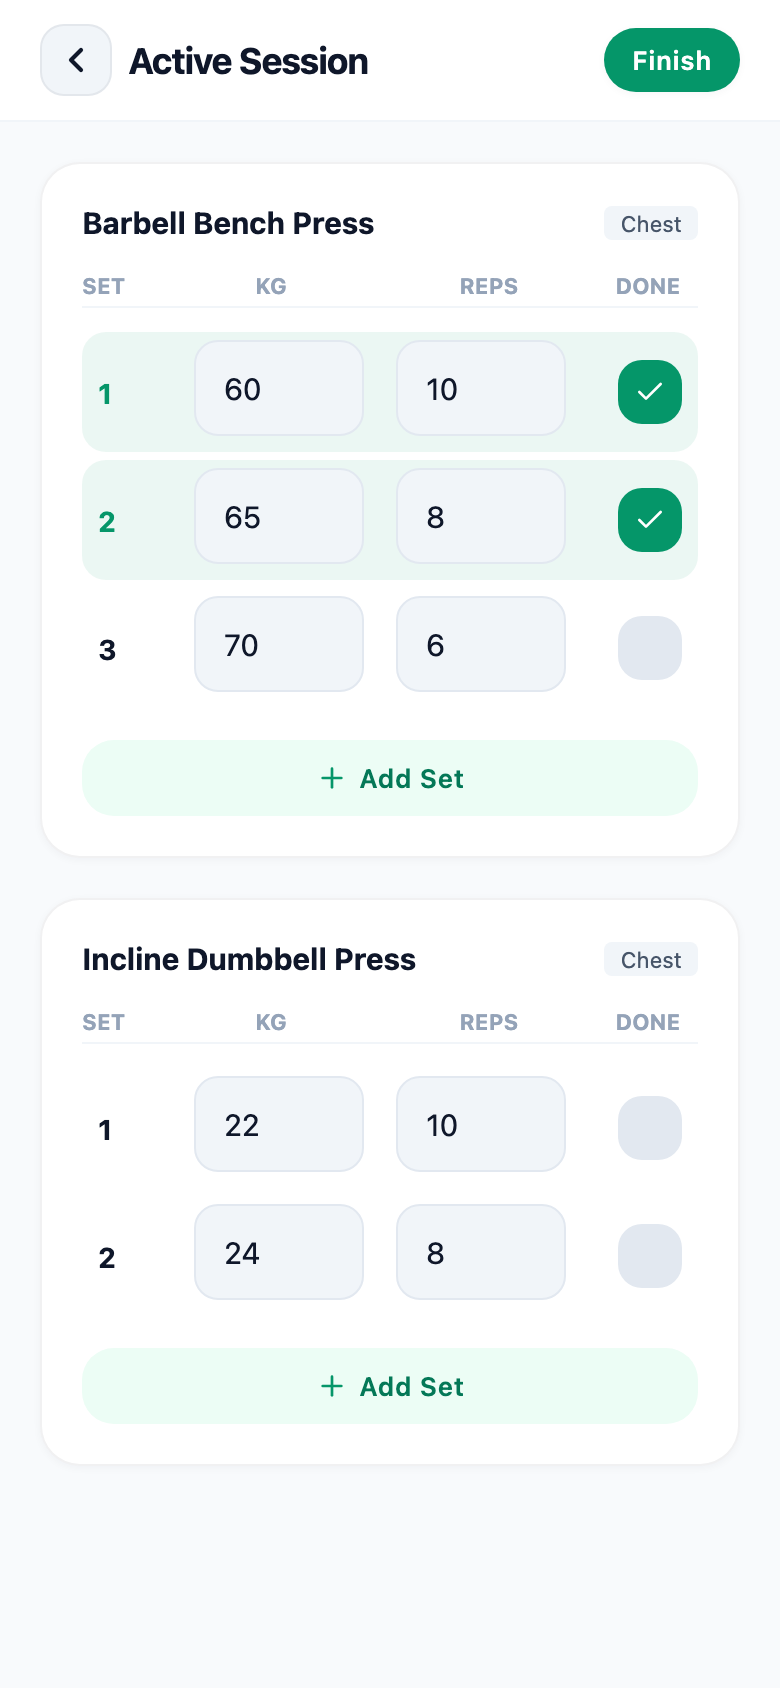 Active Session
Finish
Barbell Bench Press
Chest
SET KG REPS DONE
1 60 10
2 65 8
3 70 6
Add Set
Incline Dumbbell Press
Chest
SET KG REPS DONE
1 22 10
2 24 8
Add Set